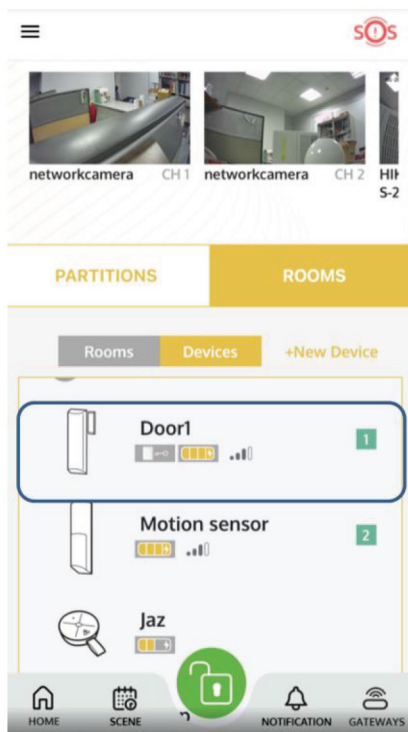 SOS
networkcamera CH 1 networkcamera CH 2 HIK
S-2
PARTITIONS ROOMS
Rooms Devices +New Device
Door1
1
Motion sensor
2
Jaz
HOME SCENE NOTIFICATION GATEWAYS